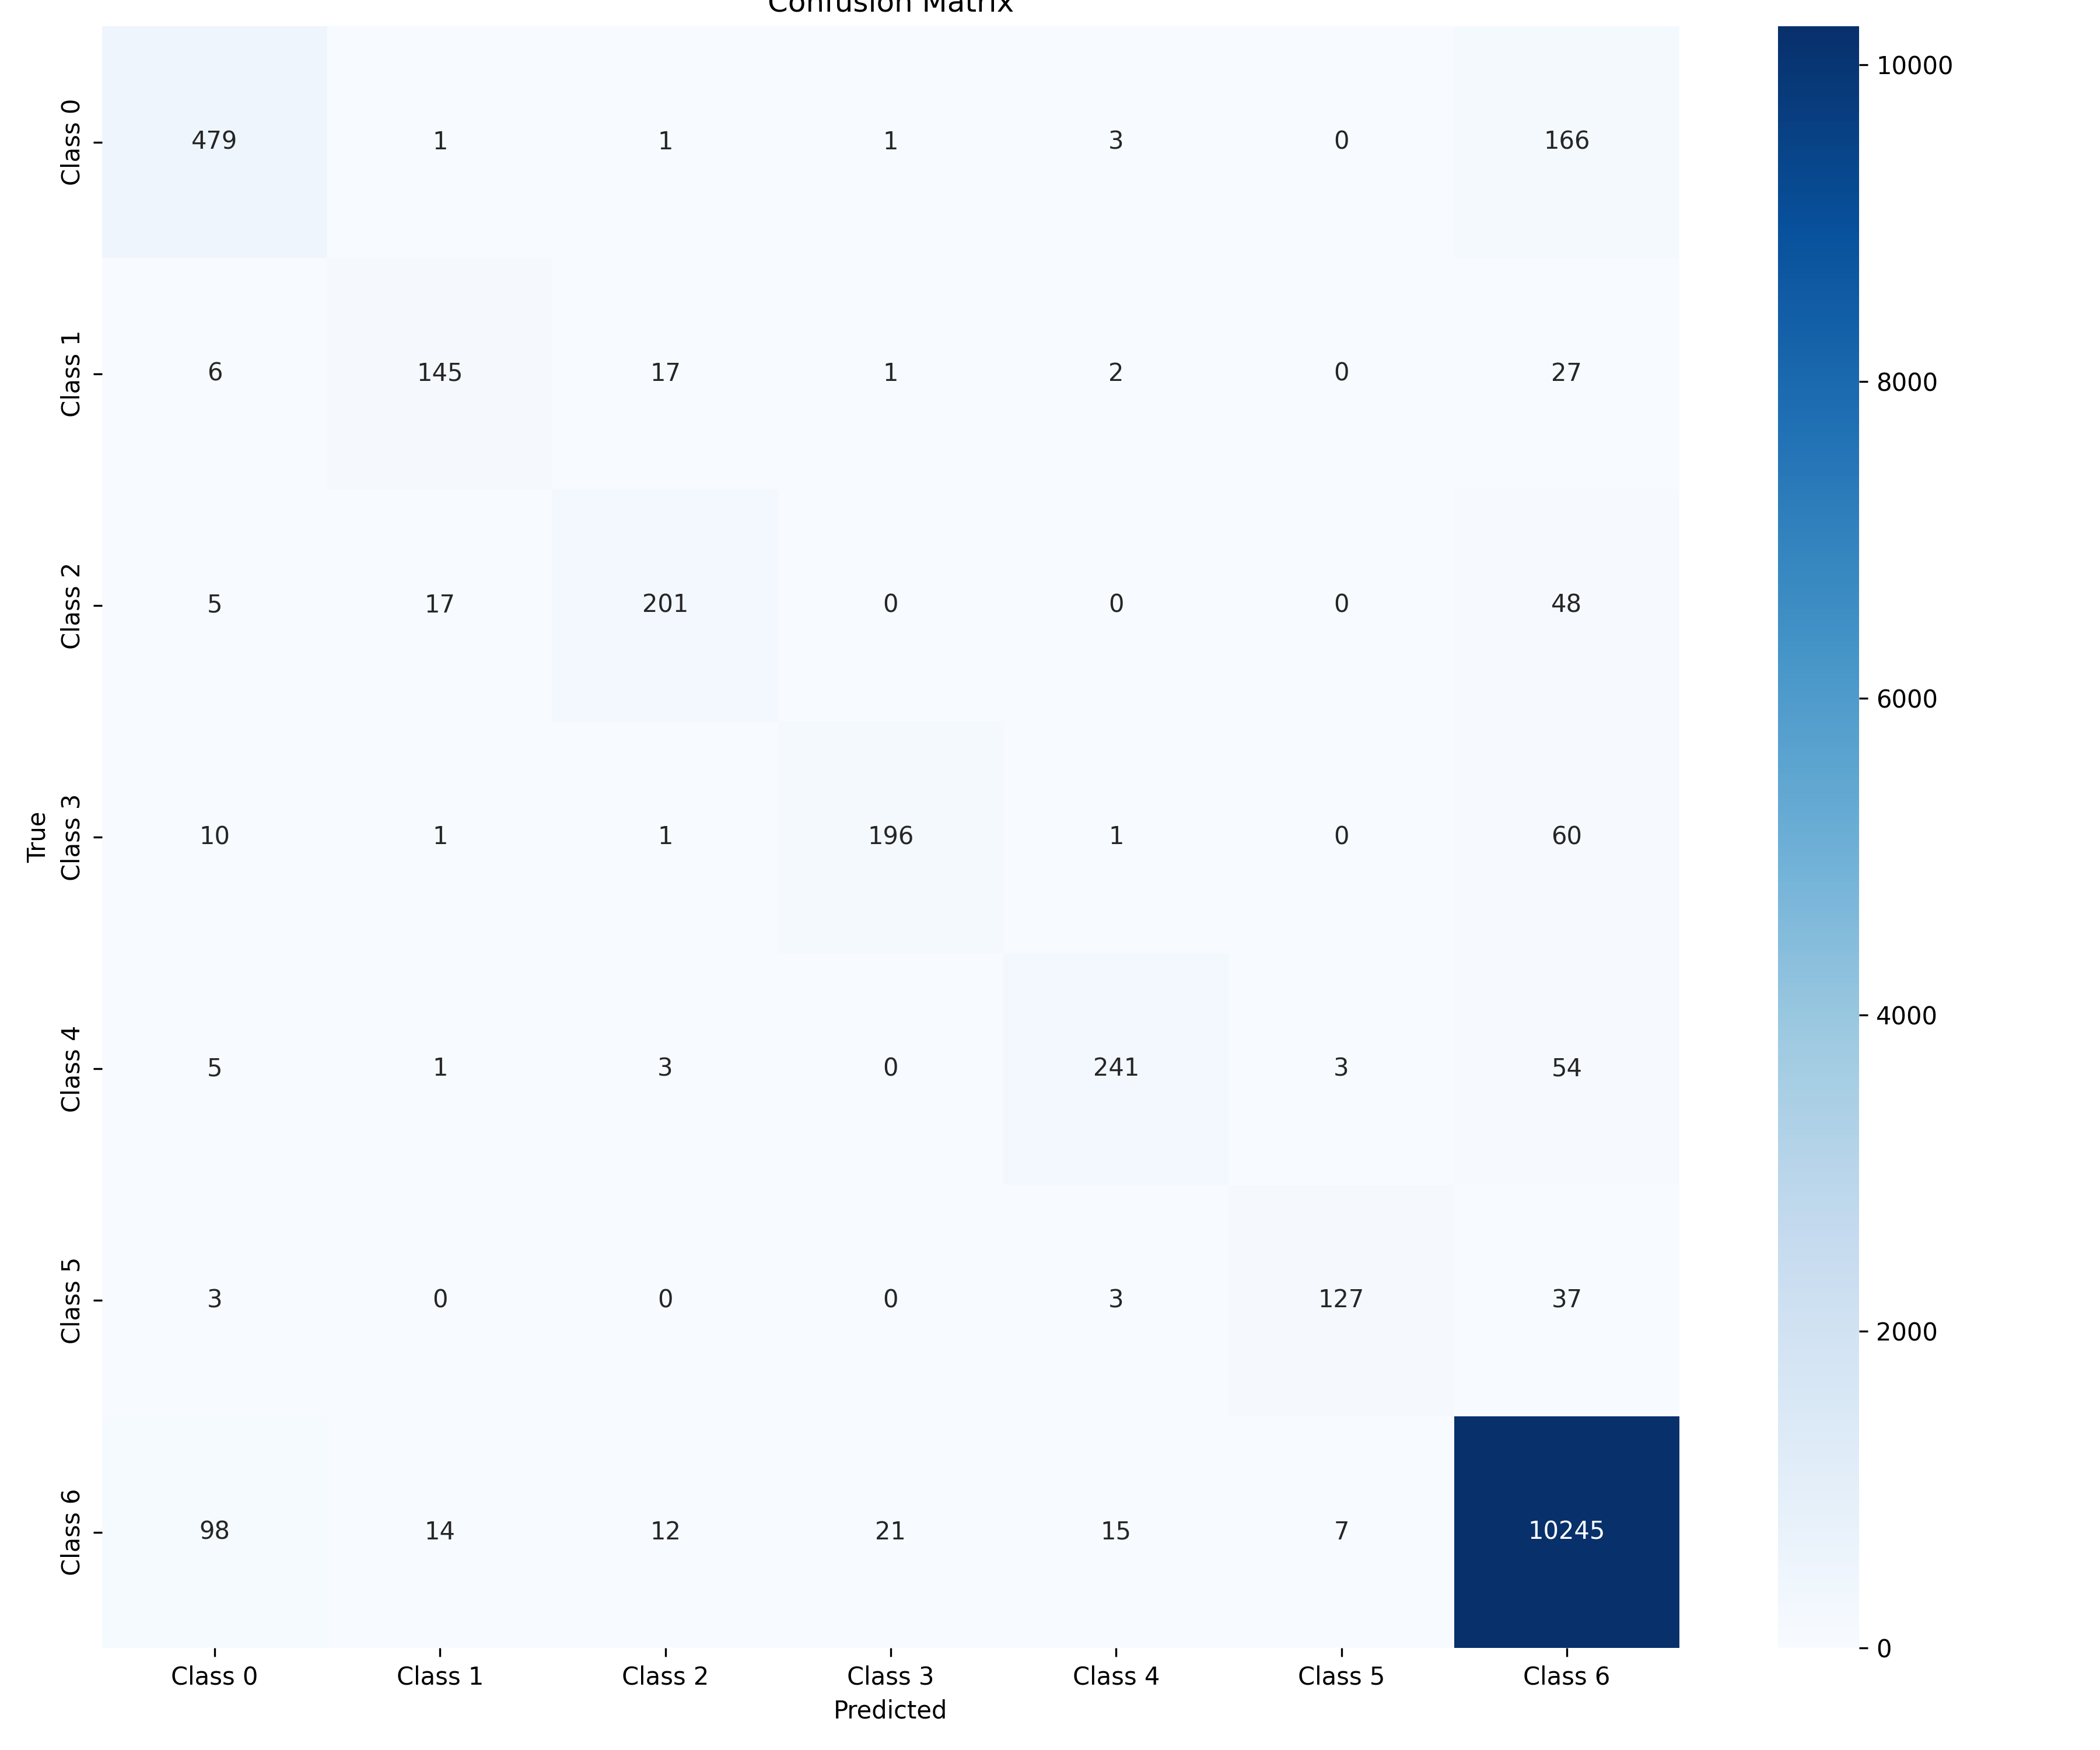 Confusion Matrix
Class 0 479 1 1 1 3 0 166
Class 1 6 145 17 1 2 0 27
Class 2 5 17 201 0 0 0 48
Class 3 10 1 1 196 1 0 60
Class 4 5 1 3 0 241 3 54
Class 5 3 0 0 0 3 127 37
Class 6 98 14 12 21 15 7 10245
True
Class 0 Class 1 Class 2 Class 3 Class 4 Class 5 Class 6
Predicted
10000
8000
6000
4000
2000
0